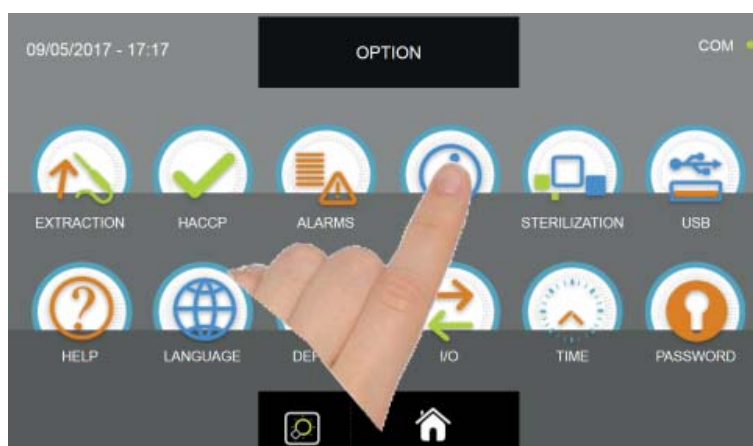 09/05/2017 - 17:17 OPTION COM
EXTRACTION HACCP ALARMS STERILIZATION USB
HELP LANGUAGE I/O TIME PASSWORD